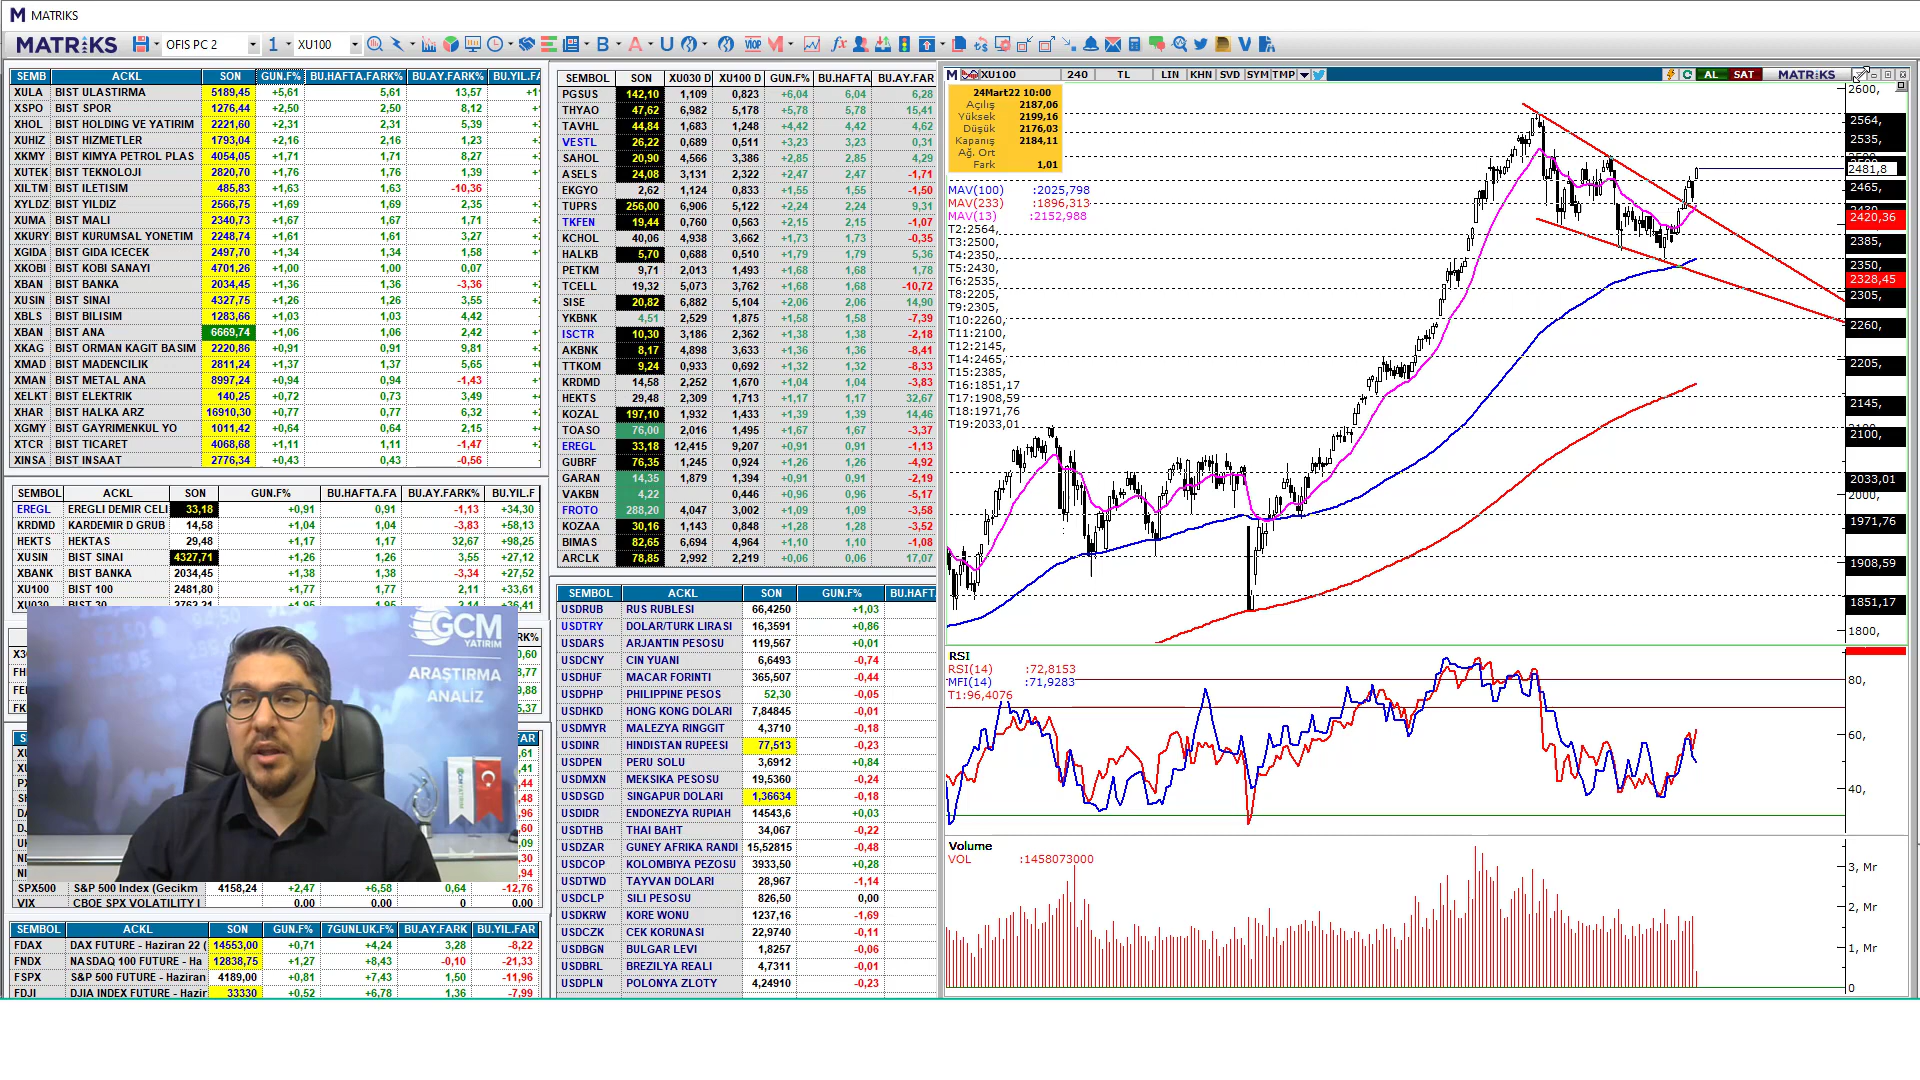 MATRIKS
MATRIKS OFIS PC 2 1 XU100
SEMB ACKL SON GUN.F% BU.HAFTA.FARK% BU.AY.FARK% BU.YIL.FA
XULA BIST ULASTIRMA 5189,45 +5,61 5,61 13,57
XSPO BIST SPOR 1276,44 +2,50 2,50 8,12
XHOL BIST HOLDING VE YATIRIM 2221,60 +2,31 2,31 5,39
XUHIZ BIST HIZMETLER 1793,04 +2,16 2,16 1,23
XKMY BIST KIMYA PETROL PLAS 4054,05 +1,71 1,71 8,27
XUTEK BIST TEKNOLOJI 2820,70 +1,76 1,76 1,39
XILTM BIST ILETISIM 485,83 +1,63 1,63 -10,36
XYLDZ BIST YILDIZ 2566,75 +1,69 1,69 2,35
XUMA BIST MALI 2340,73 +1,67 1,67 1,71
XKURY BIST KURUMSAL YONETIM 2248,74 +1,61 1,61 3,27
XGIDA BIST GIDA ICECEK 2497,70 +1,34 1,34 1,58
XKOBI BIST KOBI SANAYI 4701,26 +1,00 1,00 0,07
XBAN BIST BANKA 2034,45 +1,36 1,36 -3,36
XUSIN BIST SINAI 4327,75 +1,26 1,26 3,55
XBLS BIST BILISIM 1283,66 +1,03 1,03 4,42
XBAN BIST ANA 6669,74 +1,06 1,06 2,42
XKAG BIST ORMAN KAGIT BASIM 2220,86 +0,91 0,91 9,81
XMAD BIST MADENCILIK 2811,24 +1,37 1,37 5,65
XMAN BIST METAL ANA 8997,24 +0,94 0,94 -1,43
XELKT BIST ELEKTRIK 140,25 +0,72 0,73 3,49
XHAR BIST HALKA ARZ 16910,30 +0,77 0,77 6,32
XGMY BIST GAYRIMENKUL YO 1011,42 +0,64 0,64 2,15
XTCR BIST TICARET 4068,68 +1,11 1,11 -1,47
XINSA BIST INSAAT 2776,34 +0,43 0,43 -0,56
SEMBOL ACKL SON GUN.F% BU.HAFTA.FA BU.AY.FARK% BU.YIL.F
EREGL EREGLI DEMIR CELI 33,18 +0,91 0,91 -1,13 +34,30
KRDMD KARDEMIR D GRUB 14,58 +1,04 1,04 -3,83 +58,13
HEKTS HEKTAS 29,48 +1,17 1,17 32,67 +98,25
XUSIN BIST SINAI 4327,71 +1,26 1,26 3,55 +27,12
XBANK BIST BANKA 2034,45 +1,38 1,38 -3,34 +27,52
XU100 BIST 100 2481,80 +1,77 1,77 2,11 +33,61
XU030 BIST 30 2762,21 +1,95 1,95 2,14 +36,41
GCM
YATIRIM
ARAŞTIRMA
ANALİZ
SPX500 S&P 500 Index (Gecikm 4158,24 +2,47 +6,58 0,64 -12,76
VIX CBOE SPX VOLATILITY I 0.00 0.00 0 0.00
SEMBOL ACKL SON GUN.F% 7GUNLUK.F% BU.AY.FARK BU.YIL.FAR
FDAX DAX FUTURE - Haziran 22 ( 14553,00 +0,71 +4,24 3,28 -8,22
FNDX NASDAQ 100 FUTURE - Ha 12838,75 +1,27 +8,43 -0,10 -21,33
FSPX S&P 500 FUTURE - Haziran 4189,00 +0,81 +7,43 1,50 -11,96
FDJI DJIA INDEX FUTURE - Hazir 33330 +0,52 +6,78 1,36 -7,99
SEMBOL SON XU030 D XU100 D GUN.F% BU.HAFTA BU.AY.FAR
PGSUS 142,10 1,109 0,823 +6,04 6,04 6,28
THYAO 47,62 6,982 5,178 +5,78 5,78 15,41
TAVHL 44,84 1,683 1,248 +4,42 4,42 4,62
VESTL 26,22 0,689 0,511 +3,23 3,23 0,31
SAHOL 20,90 4,566 3,386 +2,85 2,85 4,29
ASELS 24,08 3,131 2,322 +2,47 2,47 -1,71
EKGYO 2,62 1,124 0,833 +1,55 1,55 -1,50
TUPRS 256,00 6,906 5,122 +2,24 2,24 9,31
TKFEN 19,44 0,760 0,563 +2,15 2,15 -1,07
KCHOL 40,06 4,938 3,662 +1,73 1,73 -0,35
HALKB 5,70 0,688 0,510 +1,79 1,79 5,36
PETKM 9,71 2,013 1,493 +1,68 1,68 1,78
TCELL 19,32 5,073 3,762 +1,68 1,68 -10,72
SISE 20,82 6,882 5,104 +2,06 2,06 14,90
YKBNK 4,51 2,529 1,875 +1,58 1,58 -7,39
ISCTR 10,30 3,186 2,362 +1,38 1,38 -2,18
AKBNK 8,17 4,898 3,633 +1,36 1,36 -8,41
TTKOM 9,24 0,933 0,692 +1,32 1,32 -8,33
KRDMD 14,58 2,252 1,670 +1,04 1,04 -3,83
HEKTS 29,48 2,309 1,713 +1,17 1,17 32,67
KOZAL 197,10 1,932 1,433 +1,39 1,39 14,46
TOASO 76,00 2,016 1,495 +1,67 1,67 -3,37
EREGL 33,18 12,415 9,207 +0,91 0,91 -1,13
GUBRF 76,35 1,245 0,924 +1,26 1,26 -4,92
GARAN 14,35 1,879 1,394 +0,91 0,91 -2,19
VAKBN 4,22 0,446 +0,96 0,96 -5,17
FROTO 288,20 4,047 3,002 +1,09 1,09 -3,58
KOZAA 30,16 1,143 0,848 +1,28 1,28 -3,52
BIMAS 82,65 6,694 4,964 +1,10 1,10 -1,08
ARCLK 78,85 2,992 2,219 +0,06 0,06 17,07
SEMBOL ACKL SON GUN.F% BU.HAFT
USDRUB RUS RUBLESI 66,4250 +1,03
USDTRY DOLAR/TURK LIRASI 16,3591 +0,86
USDARS ARJANTIN PESOSU 119,567 +0,01
USDCNY CIN YUANI 6,6493 -0,74
USDHUF MACAR FORINTI 365,507 -0,44
USDPHP PHILIPPINE PESOS 52,30 -0,05
USDHKD HONG KONG DOLARI 7,84845 -0,01
USDMYR MALEZYA RINGGIT 4,3710 -0,18
USDINR HINDISTAN RUPEESI 77,513 -0,23
USDPEN PERU SOLU 3,6912 +0,84
USDMXN MEKSIKA PESOSU 19,5360 -0,24
USDSGD SINGAPUR DOLARI 1,36634 -0,18
USDIDR ENDONEZYA RUPIAH 14543,6 +0,03
USDTHB THAI BAHT 34,067 -0,22
USDZAR GUNEY AFRIKA RANDI 15,52815 -0,48
USDCOP KOLOMBIYA PEZOSU 3933,50 +0,28
USDTWD TAYVAN DOLARI 28,967 -1,14
USDCLP SILI PESOSU 826,50 0,00
USDKRW KORE WONU 1237,16 -1,69
USDCZK CEK KORUNASI 22,9740 -0,11
USDBGN BULGAR LEVI 1,8257 -0,06
USDBRL BREZILYA REALI 4,7311 -0,01
USDPLN POLONYA ZLOTY 4,24910 -0,23
XU100 240 TL LIN KHN SVD SYM TMP AL SAT MATRIKS
24Mart22 10:00
Açılış 2187,06
Yüksek 2199,16
Düşük 2176,03
Kapanış 2184,11
Ağ. Ort
Fark 1,01
MAV(100) :2025,798
MAV(233) :1896,313
MAV(13) :2152,988
T2:2564,
T3:2500,
T4:2350,
T5:2430,
T6:2535,
T8:2205,
T9:2305,
T10:2260,
T11:2100,
T12:2145,
T14:2465,
T15:2385,
T16:1851,17
T17:1908,59
T18:1971,76
T19:2033,01
2600,
2564,
2535,
2481,8
2465,
2420,36
2385,
2350,
2328,45
2305,
2260,
2205,
2145,
2100,
2033,01
2000,
1971,76
1908,59
1851,17
1800,
RSI
RSI(14) :72,8153
MFI(14) :71,9283
T1:96,4076
80,
60,
40,
Volume
VOL :1458073000
3, Mr
2, Mr
1, Mr
0